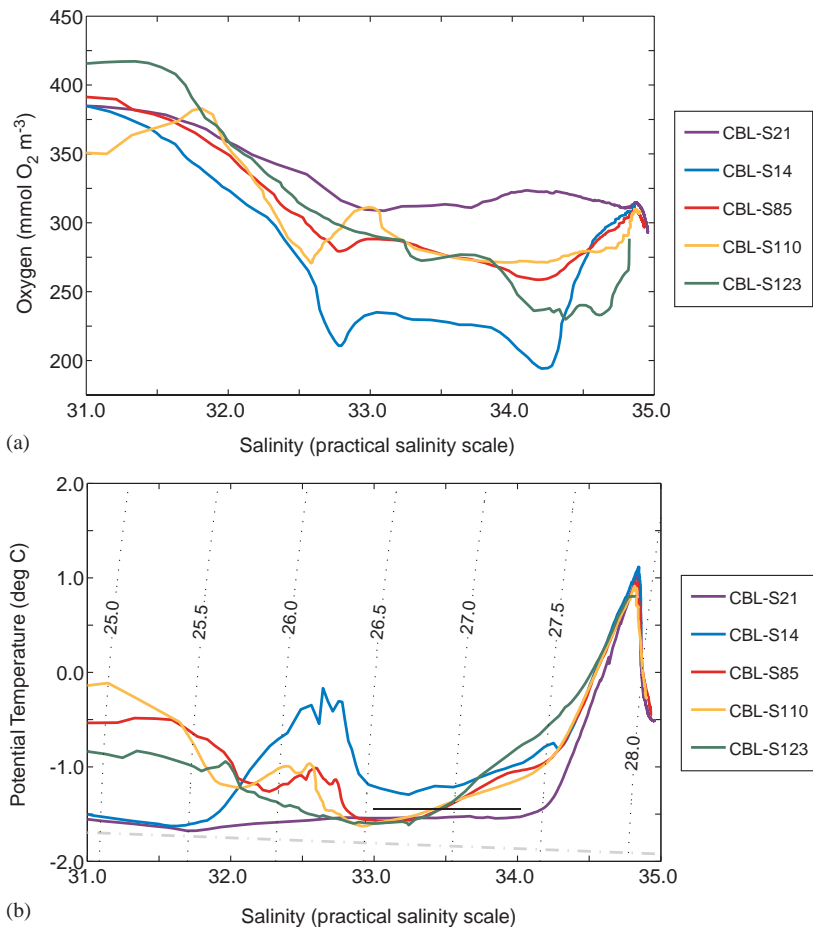 450
400
350
300
250
200
Oxygen (mmol O2 m-3)
31.0 32.0 33.0 34.0 35.0
Salinity (practical salinity scale)
(a)
CBL-S21
CBL-S14
CBL-S85
CBL-S110
CBL-S123
2.0
1.0
0.0
-1.0
-2.0
Potential Temperature (deg C)
25.0
25.5
26.0
26.5
27.0
27.5
28.0
31.0 32.0 33.0 34.0 35.0
Salinity (practical salinity scale)
(b)
CBL-S21
CBL-S14
CBL-S85
CBL-S110
CBL-S123